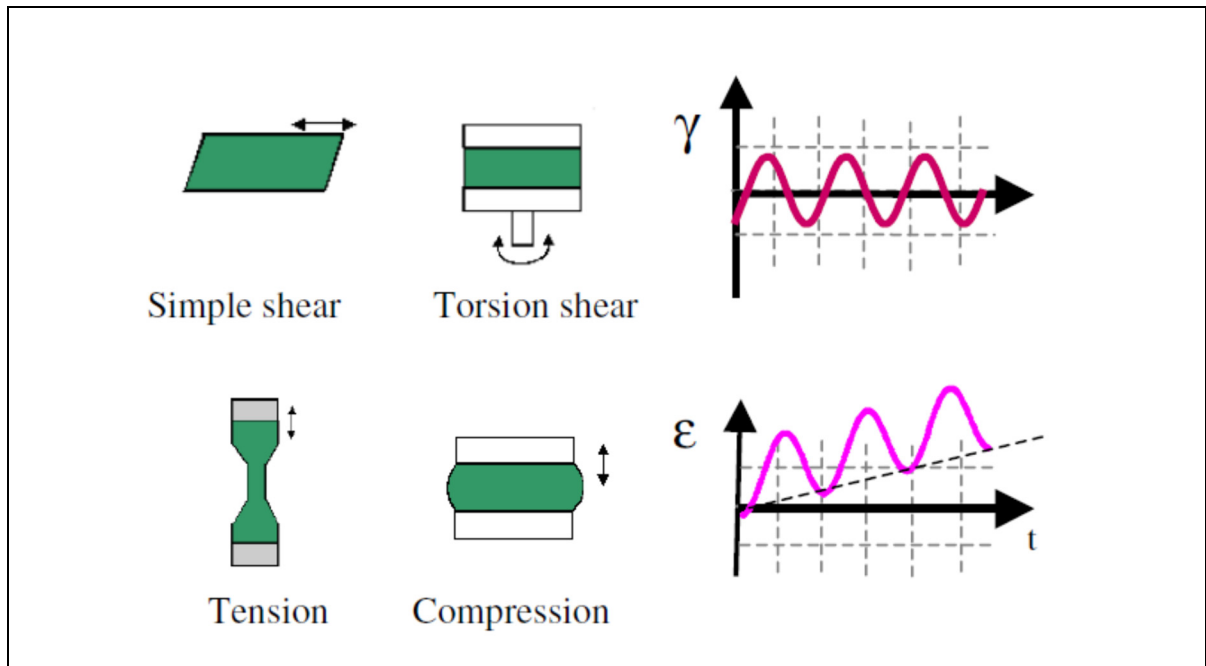 γ
Simple shear
Torsion shear
ε
t
Tension
Compression